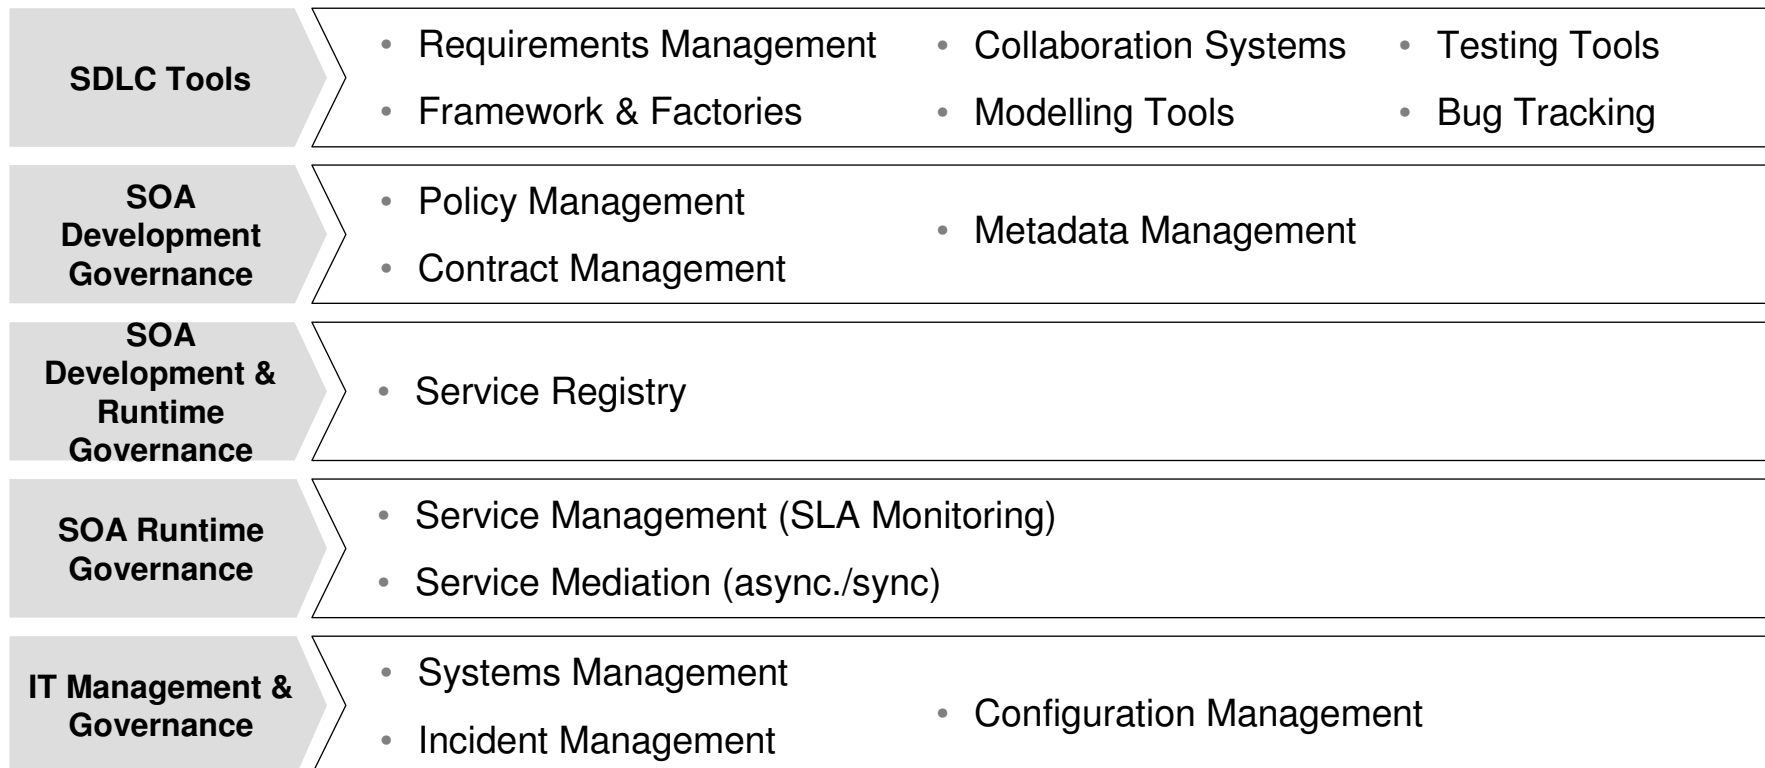 SDLC Tools
• Requirements Management
• Framework & Factories
• Collaboration Systems
• Modelling Tools
• Testing Tools
• Bug Tracking
SOA
Development
Governance
• Policy Management
• Contract Management
• Metadata Management
SOA
Development &
Runtime
Governance
• Service Registry
SOA Runtime
Governance
• Service Management (SLA Monitoring)
• Service Mediation (async./sync)
IT Management &
Governance
• Systems Management
• Incident Management
• Configuration Management